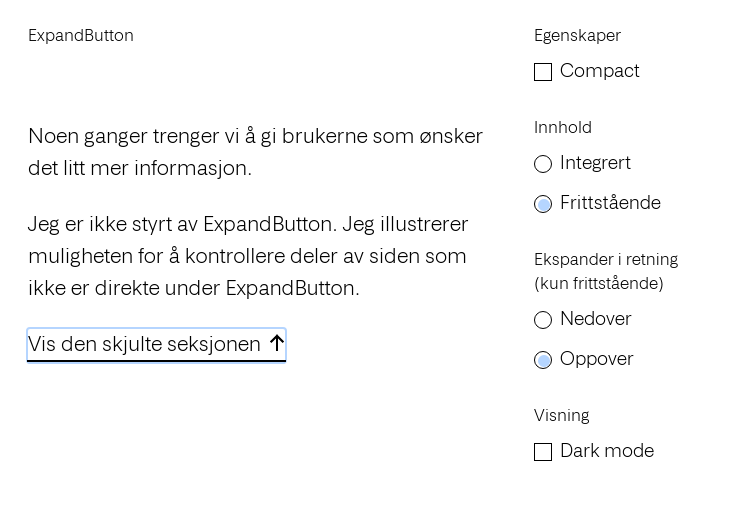 ExpandButton
Noen ganger trenger vi å gi brukerne som ønsker
det litt mer informasjon.
Jeg er ikke styrt av ExpandButton. Jeg illustrerer
muligheten for å kontrollere deler av siden som
ikke er direkte under ExpandButton.
Vis den skjulte seksjonen ↑
Egenskaper
Compact
Innhold
Integrert
Frittstående
Ekspander i retning
(kun frittstående)
Nedover
Oppover
Visning
Dark mode